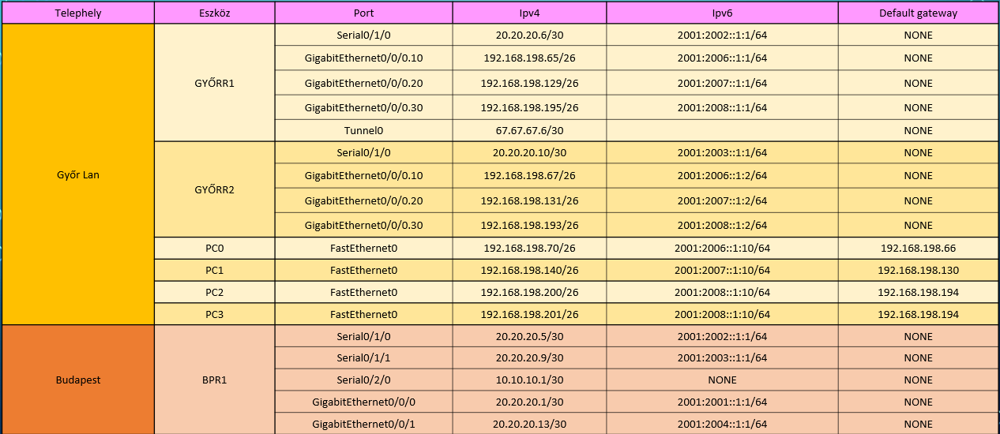 Telephely Eszköz Port Ipv4 Ipv6 Default gateway
Győr Lan
GYŐRR1
Serial0/1/0 20.20.20.6/30 2001:2002::1:1/64 NONE
GigabitEthernet0/0/0.10 192.168.198.65/26 2001:2006::1:1/64 NONE
GigabitEthernet0/0/0.20 192.168.198.129/26 2001:2007::1:1/64 NONE
GigabitEthernet0/0/0.30 192.168.198.195/26 2001:2008::1:1/64 NONE
Tunnel0 67.67.67.6/30 NONE
GYŐRR2
Serial0/1/0 20.20.20.10/30 2001:2003::1:1/64 NONE
GigabitEthernet0/0/0.10 192.168.198.67/26 2001:2006::1:2/64 NONE
GigabitEthernet0/0/0.20 192.168.198.131/26 2001:2007::1:2/64 NONE
GigabitEthernet0/0/0.30 192.168.198.193/26 2001:2008::1:2/64 NONE
PC0 FastEthernet0 192.168.198.70/26 2001:2006::1:10/64 192.168.198.66
PC1 FastEthernet0 192.168.198.140/26 2001:2007::1:10/64 192.168.198.130
PC2 FastEthernet0 192.168.198.200/26 2001:2008::1:10/64 192.168.198.194
PC3 FastEthernet0 192.168.198.201/26 2001:2008::1:10/64 192.168.198.194
Budapest
BPR1
Serial0/1/0 20.20.20.5/30 2001:2002::1:1/64 NONE
Serial0/1/1 20.20.20.9/30 2001:2003::1:1/64 NONE
Serial0/2/0 10.10.10.1/30 NONE NONE
GigabitEthernet0/0/0 20.20.20.1/30 2001:2001::1:1/64 NONE
GigabitEthernet0/0/1 20.20.20.13/30 2001:2004::1:1/64 NONE